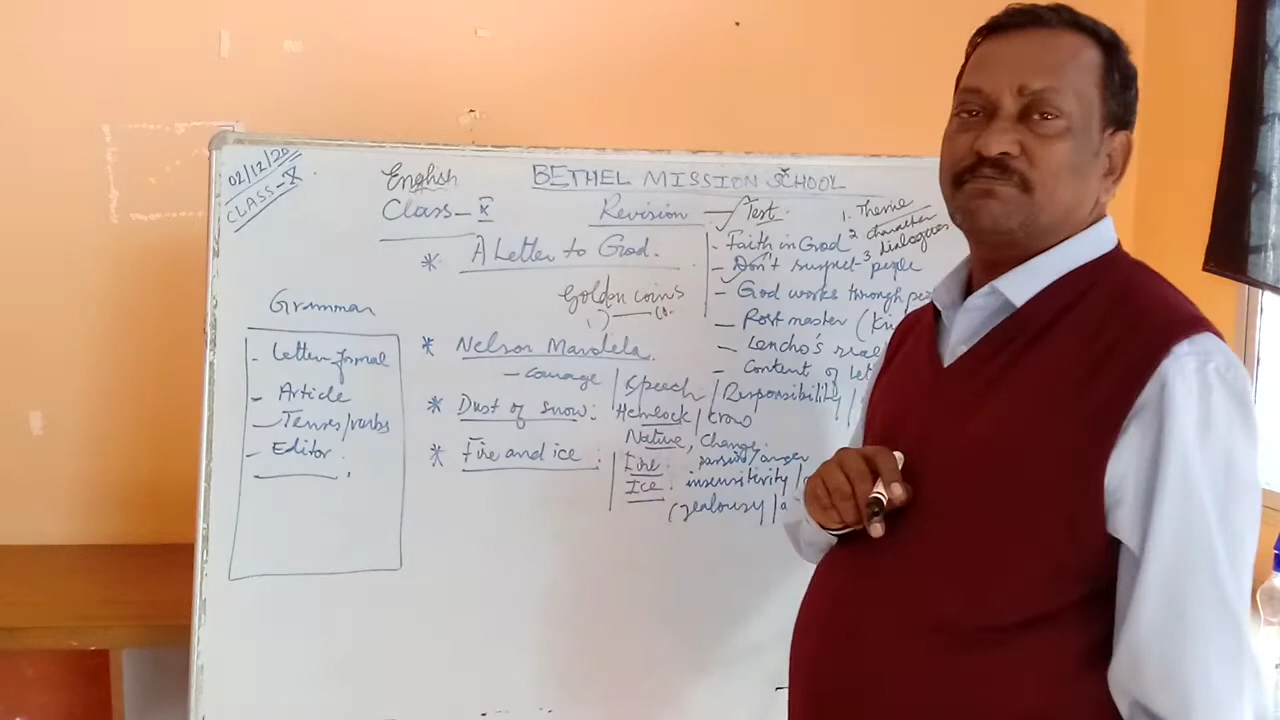 02/12/20
CLASS-X
English
BETHEL MISSION SCHOOL
Class - X
Revision
Test.
1. Theme
2 character
3 dialogues
* A Letter to God.
- Faith in God
- Don't suspect people
Golden coins
- God works through
- Post master
- Lencho's
- Content of
* Nelson Mandela.
- courage / Speech / Responsibility /
* Dust of snow: Hemlock / Crow
Nature, Change.
* Fire and ice : Fire : /anger
Ice : insensitivity /
(jealousy /
Grammar
- Letter formal
- Article
- Tenses/verbs
- Editor.